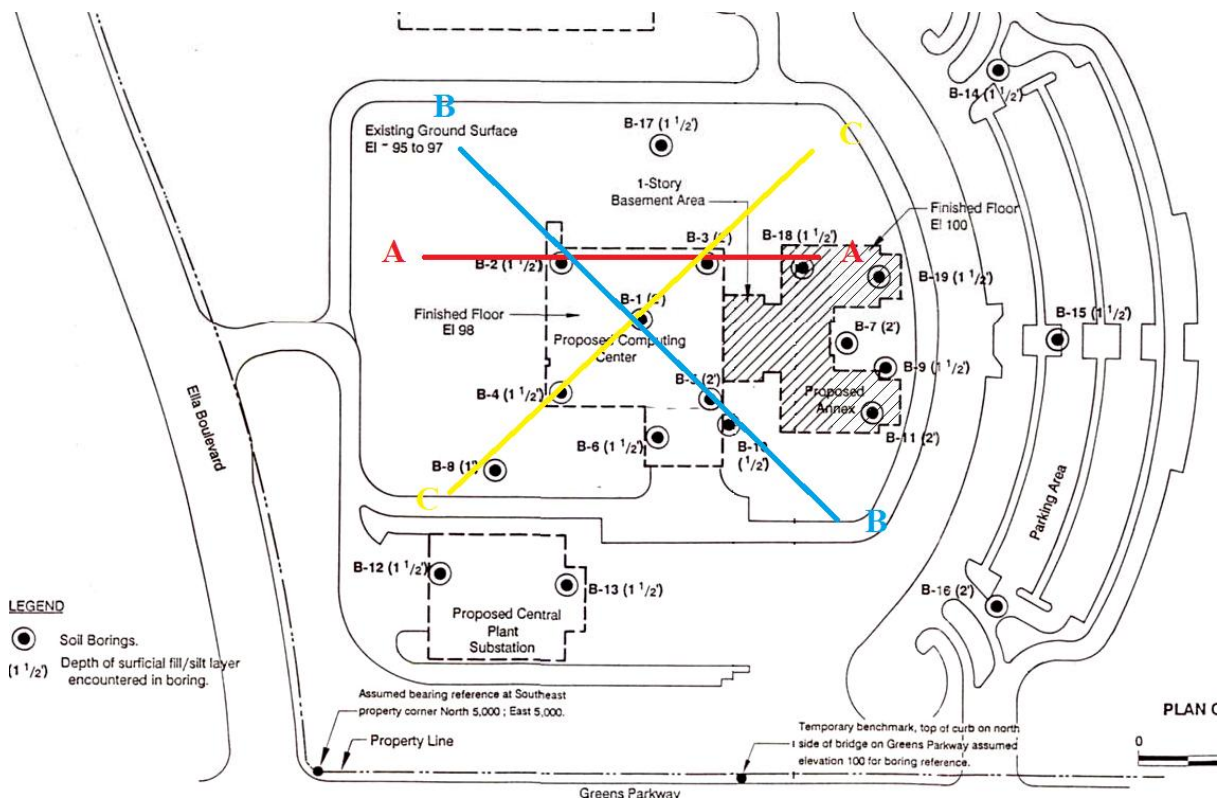 B
Existing Ground Surface
El ~ 95 to 97
B-17 (1 1/2')
C
B-14 (1 1/2')
1-Story
Basement Area
Finished Floor
El 100
A
B-2 (1 1/2')
B-3 (2')
B-18 (1 1/2')
A
B-19 (1 1/2')
B-1 (2')
Finished Floor
El 98
Proposed Computing
Center
B-7 (2')
B-15 (1 1/2')
B-9 (1 1/2')
B-4 (1 1/2')
B-5 (2')
Proposed
Annex
B-11 (2')
B-6 (1 1/2')
B-10
(1/2')
B-8 (1')
C
B
Ella Boulevard
Parking Area
B-12 (1 1/2')
B-13 (1 1/2')
B-16 (2')
Proposed Central
Plant
Substation
LEGEND
Soil Borings.
(1 1/2') Depth of surficial fill/silt layer
encountered in boring.
Assumed bearing reference at Southeast
property corner North 5,000 ; East 5,000.
Property Line
Temporary benchmark, top of curb on north
side of bridge on Greens Parkway assumed
elevation 100 for boring reference.
PLAN
0
Greens Parkway